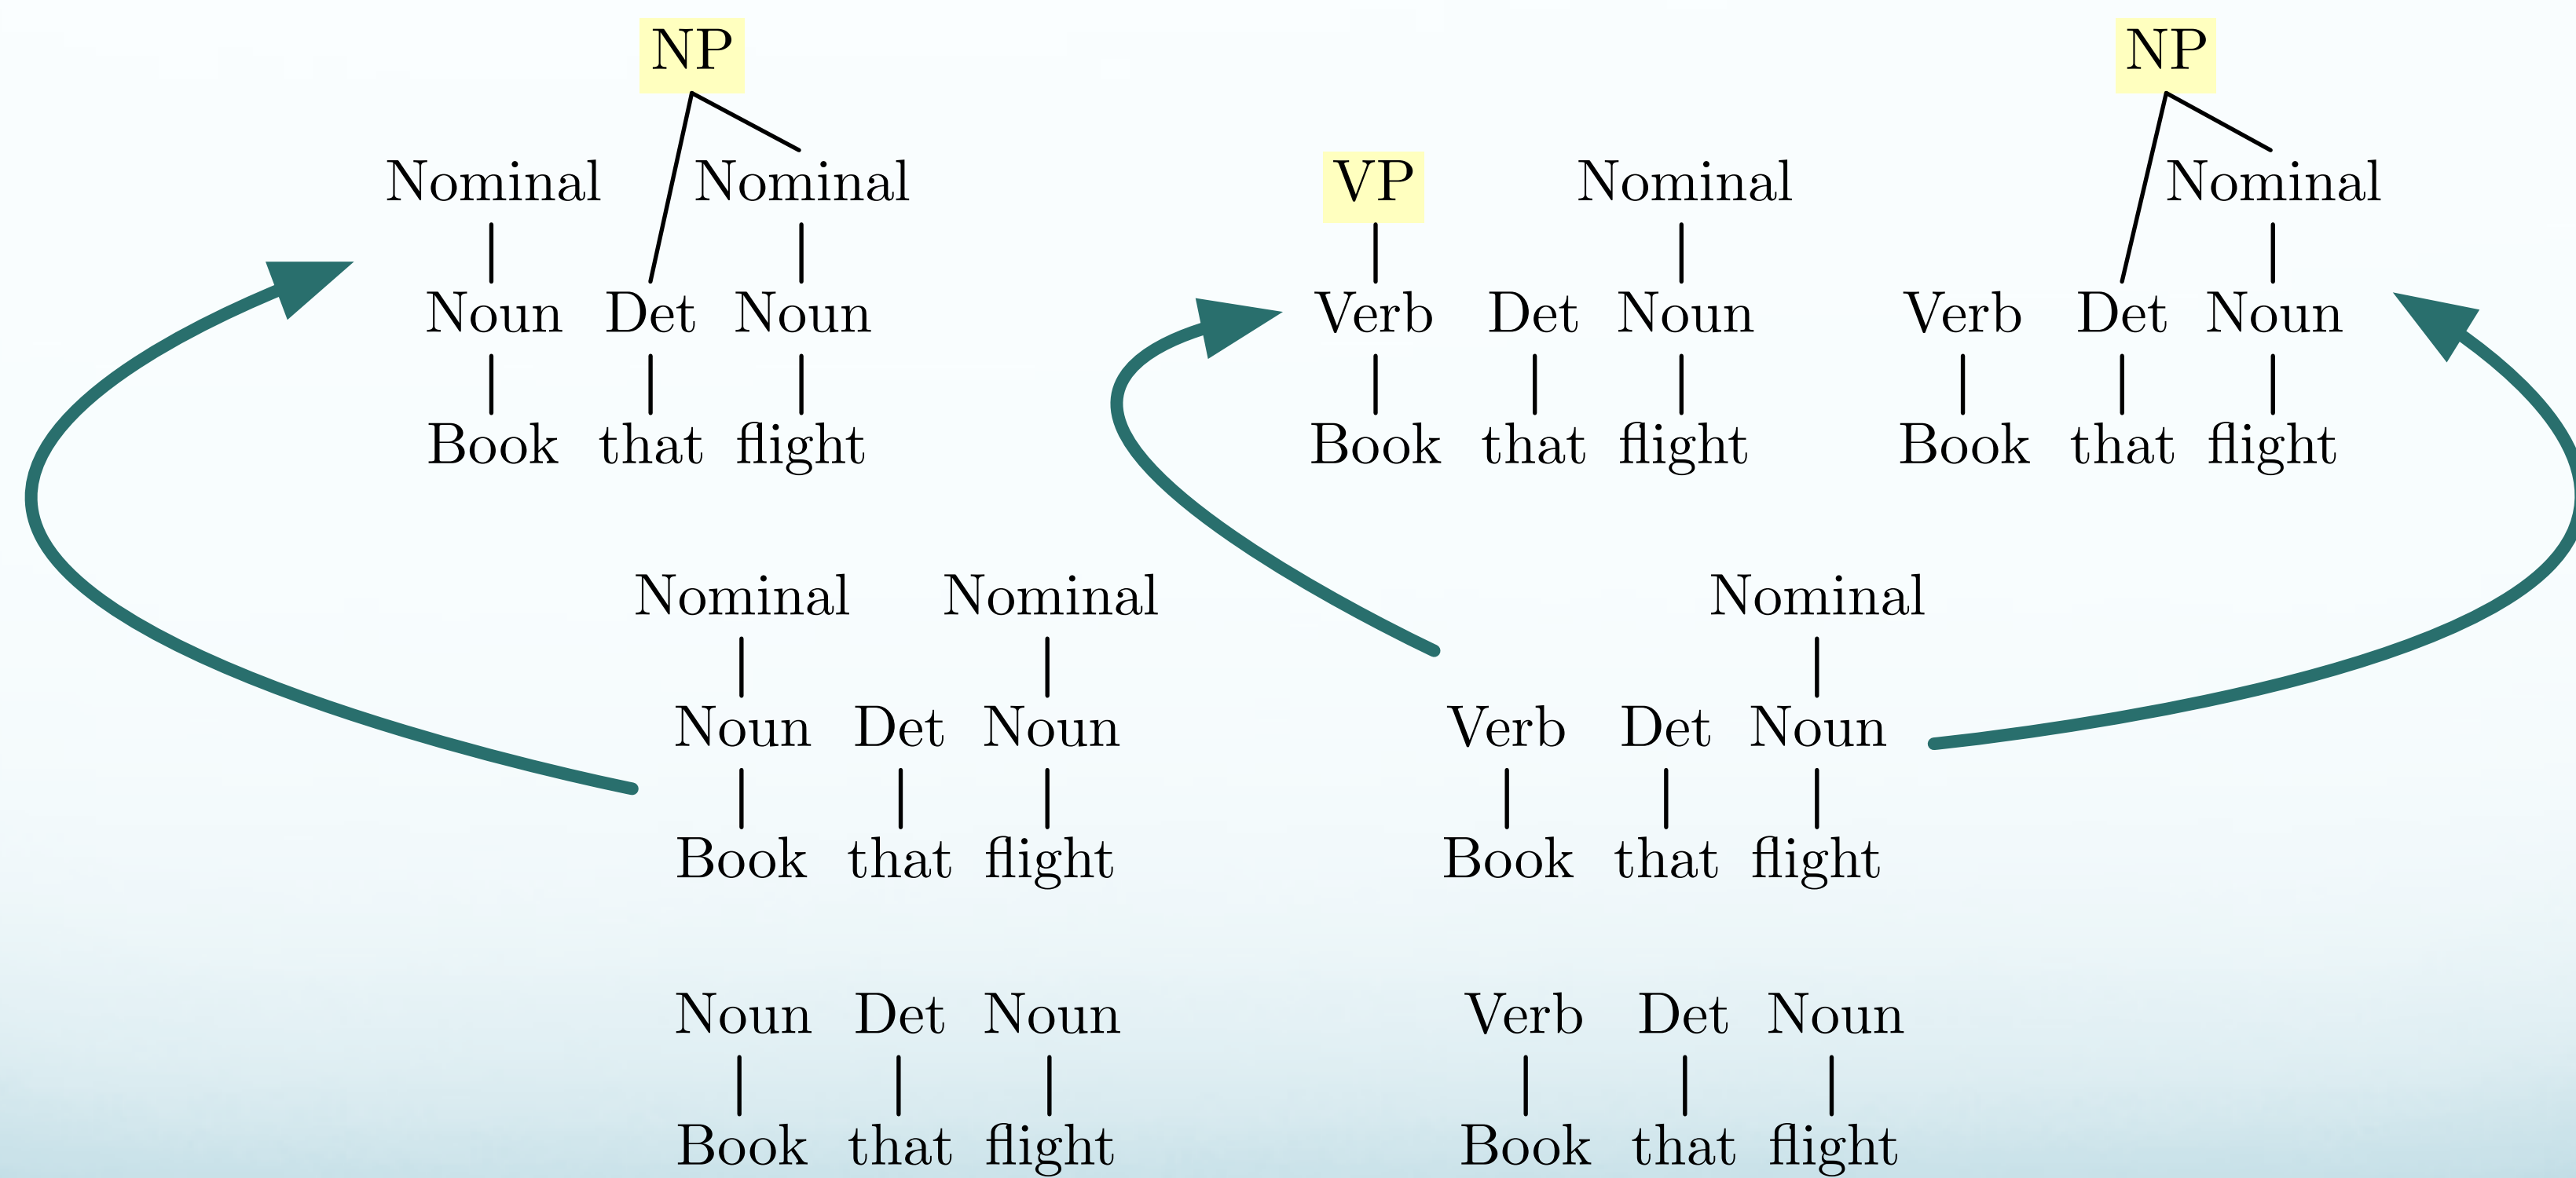 NP NP
Nominal Nominal VP Nominal Nominal
Noun Det Noun Verb Det Noun Verb Det Noun
Book that flight Book that flight Book that flight
Nominal Nominal Nominal
Noun Det Noun Verb Det Noun
Book that flight Book that flight
Noun Det Noun Verb Det Noun
Book that flight Book that flight